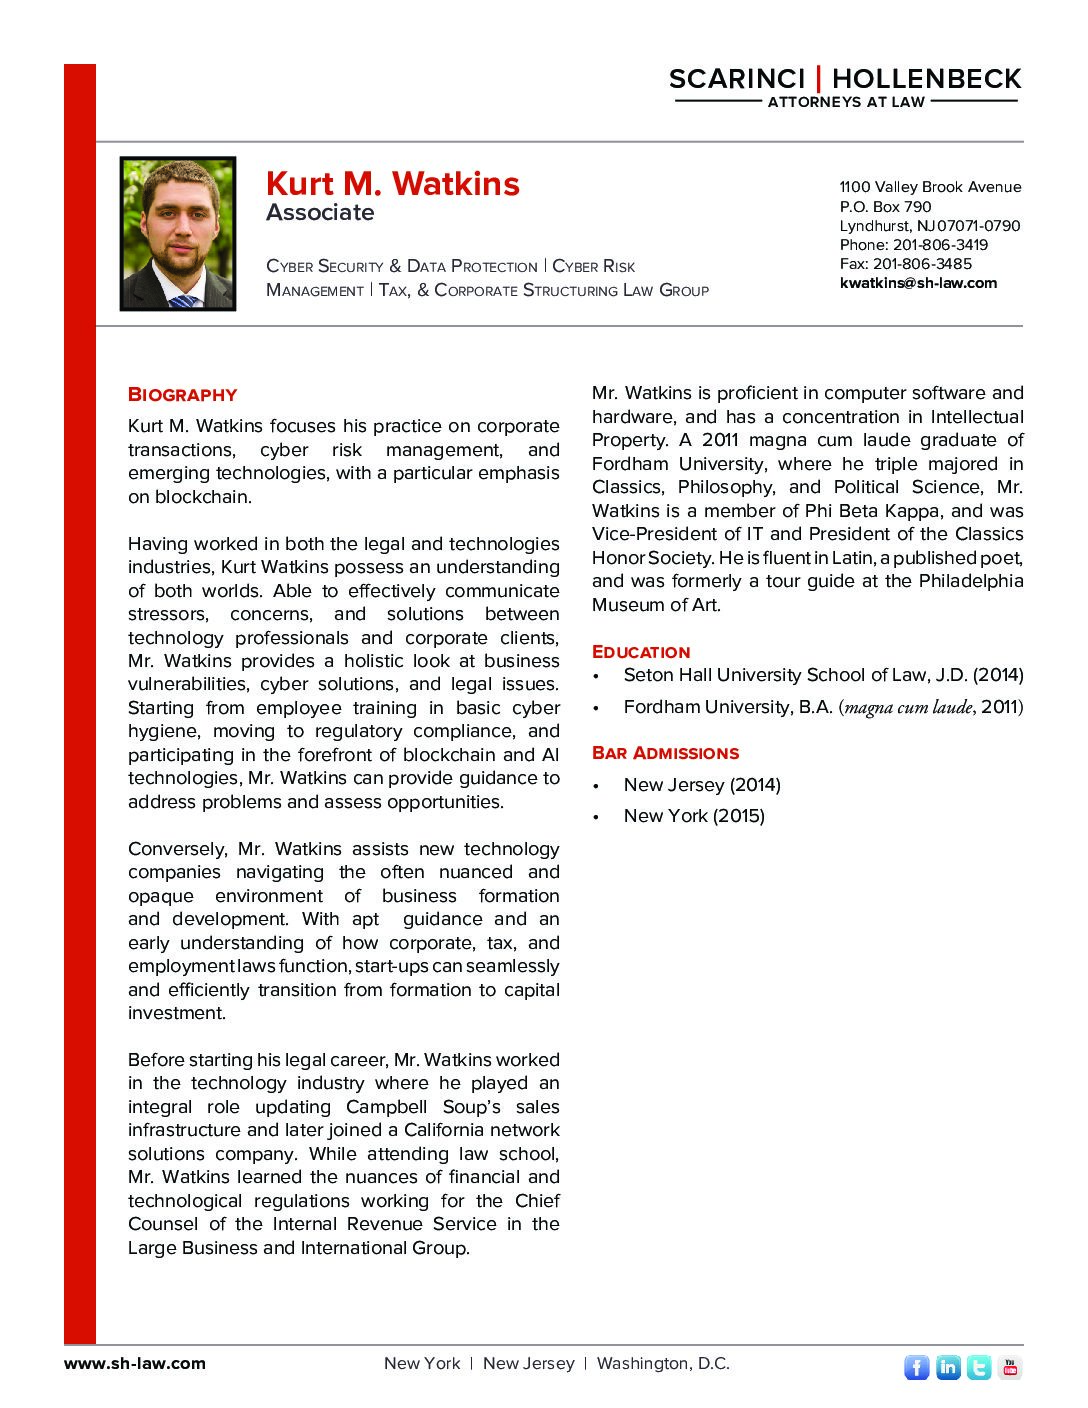 SCARINCI | HOLLENBECK
ATTORNEYS AT LAW
Kurt M. Watkins
Associate
Cyber Security & Data Protection | Cyber Risk
Management | Tax, & Corporate Structuring Law Group
1100 Valley Brook Avenue
P.O. Box 790
Lyndhurst, NJ 07071-0790
Phone: 201-806-3419
Fax: 201-806-3485
kwatkins@sh-law.com
Biography
Kurt M. Watkins focuses his practice on corporate
transactions, cyber risk management, and
emerging technologies, with a particular emphasis
on blockchain.
Having worked in both the legal and technologies
industries, Kurt Watkins possess an understanding
of both worlds. Able to effectively communicate
stressors, concerns, and solutions between
technology professionals and corporate clients,
Mr. Watkins provides a holistic look at business
vulnerabilities, cyber solutions, and legal issues.
Starting from employee training in basic cyber
hygiene, moving to regulatory compliance, and
participating in the forefront of blockchain and AI
technologies, Mr. Watkins can provide guidance to
address problems and assess opportunities.
Conversely, Mr. Watkins assists new technology
companies navigating the often nuanced and
opaque environment of business formation
and development. With apt guidance and an
early understanding of how corporate, tax, and
employment laws function, start-ups can seamlessly
and efficiently transition from formation to capital
investment.
Before starting his legal career, Mr. Watkins worked
in the technology industry where he played an
integral role updating Campbell Soup's sales
infrastructure and later joined a California network
solutions company. While attending law school,
Mr. Watkins learned the nuances of financial and
technological regulations working for the Chief
Counsel of the Internal Revenue Service in the
Large Business and International Group.
Mr. Watkins is proficient in computer software and
hardware, and has a concentration in Intellectual
Property. A 2011 magna cum laude graduate of
Fordham University, where he triple majored in
Classics, Philosophy, and Political Science, Mr.
Watkins is a member of Phi Beta Kappa, and was
Vice-President of IT and President of the Classics
Honor Society. He is fluent in Latin, a published poet,
and was formerly a tour guide at the Philadelphia
Museum of Art.
Education
• Seton Hall University School of Law, J.D. (2014)
• Fordham University, B.A. (magna cum laude, 2011)
Bar Admissions
• New Jersey (2014)
• New York (2015)
www.sh-law.com
New York | New Jersey | Washington, D.C.
f in t You Tube